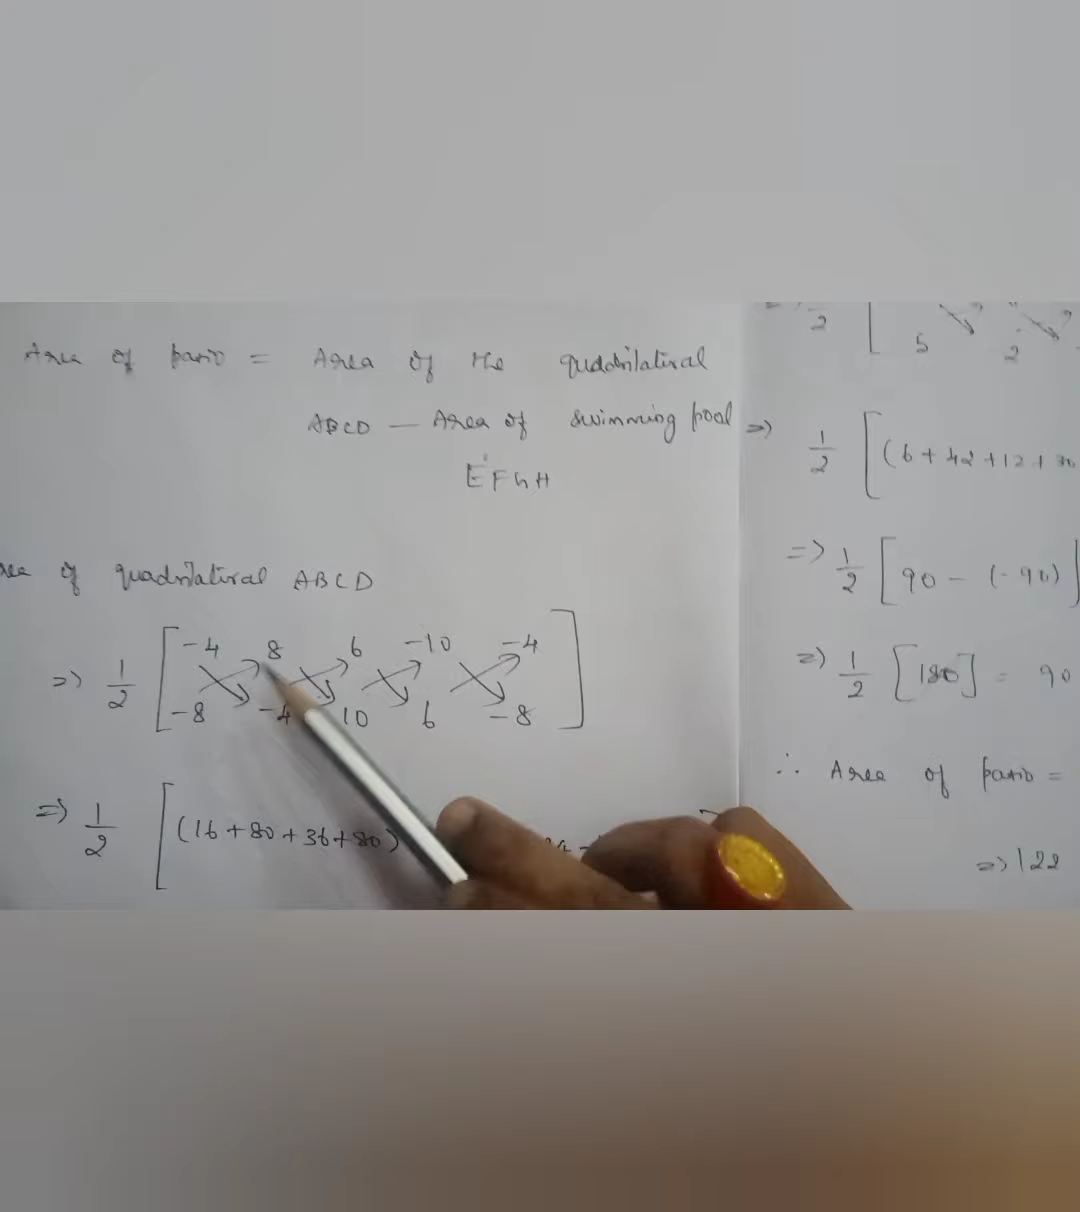 Area of patio = Area of the quadrilateral
ABCD — Area of swimming pool
EFGH
of quadrilateral ABCD
=> 1/2 [ -4 8 6 -10 -4
-8 -4 10 6 -8 ]
=> 1/2 [ (16+80+36+80)
2 [ 5 2
=> 1/2 [ (6+42+12+30
=> 1/2 [ 90 - (-90) ]
=> 1/2 [180] = 90
∴ Area of patio =
=> 122